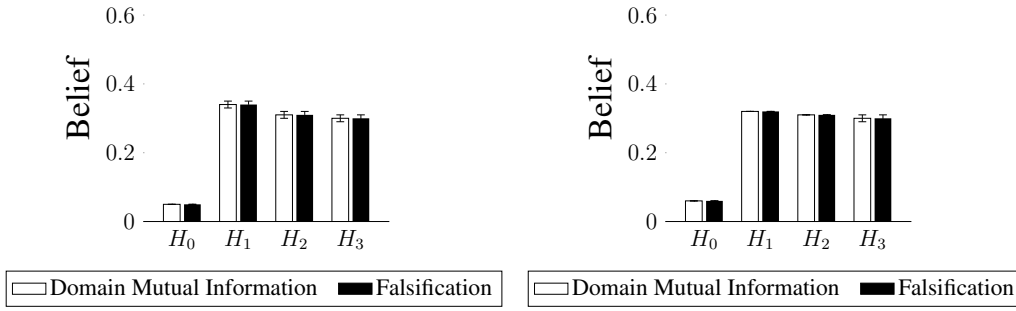 0.6
0.4
0.2
0
Belief
H₀ H₁ H₂ H₃
Domain Mutual Information Falsification
0.6
0.4
0.2
0
Belief
H₀ H₁ H₂ H₃
Domain Mutual Information Falsification